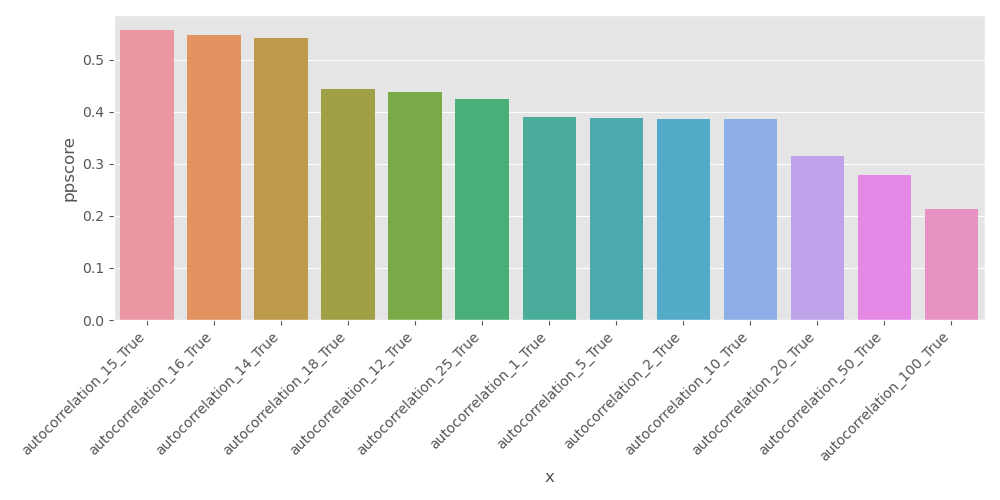 ppscore
0.5
0.4
0.3
0.2
0.1
0.0
autocorrelation_15_True
autocorrelation_16_True
autocorrelation_14_True
autocorrelation_18_True
autocorrelation_12_True
autocorrelation_25_True
autocorrelation_1_True
autocorrelation_5_True
autocorrelation_2_True
autocorrelation_10_True
autocorrelation_20_True
autocorrelation_50_True
autocorrelation_100_True
x